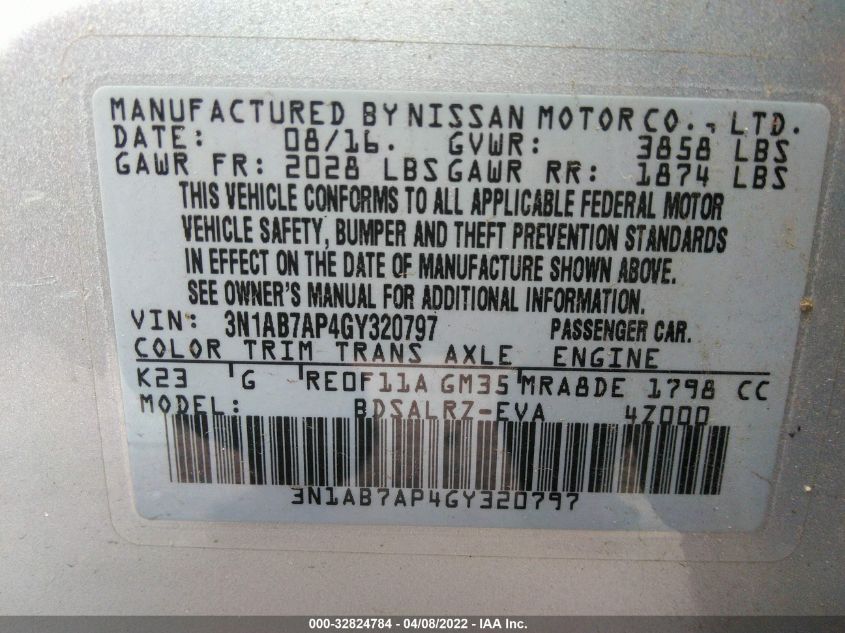 MANUFACTURED BY NISSAN MOTOR CO., LTD.
DATE: 08/16. GVWR: 3858 LBS
GAWR FR: 2028 LBS GAWR RR: 1874 LBS
THIS VEHICLE CONFORMS TO ALL APPLICABLE FEDERAL MOTOR
VEHICLE SAFETY, BUMPER AND THEFT PREVENTION STANDARDS
IN EFFECT ON THE DATE OF MANUFACTURE SHOWN ABOVE.
SEE OWNER'S MANUAL FOR ADDITIONAL INFORMATION.
VIN: 3N1AB7AP4GY320797 PASSENGER CAR.
COLOR TRIM TRANS AXLE ENGINE
K23 G RE0F11A GM35 MRA8DE 1798 CC
MODEL: BDSALRZ-EVA 4Z000
3N1AB7AP4GY320797
000-32824784 - 04/08/2022 - IAA Inc.